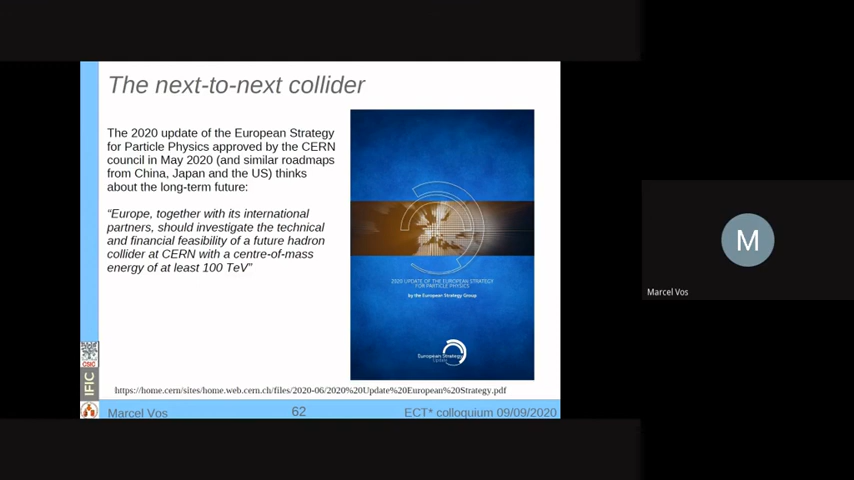 The next-to-next collider
The 2020 update of the European Strategy
for Particle Physics approved by the CERN
council in May 2020 (and similar roadmaps
from China, Japan and the US) thinks
about the long-term future:
“Europe, together with its international
partners, should investigate the technical
and financial feasibility of a future hadron
collider at CERN with a centre-of-mass
energy of at least 100 TeV”
2020 UPDATE OF THE EUROPEAN STRATEGY
FOR PARTICLE PHYSICS
by the European Strategy Group
European Strategy
Update
https://home.cern/sites/home.web.cern.ch/files/2020-06/2020%20Update%20European%20Strategy.pdf
CSIC
IFIC
Marcel Vos
62
ECT* colloquium 09/09/2020
M
Marcel Vos